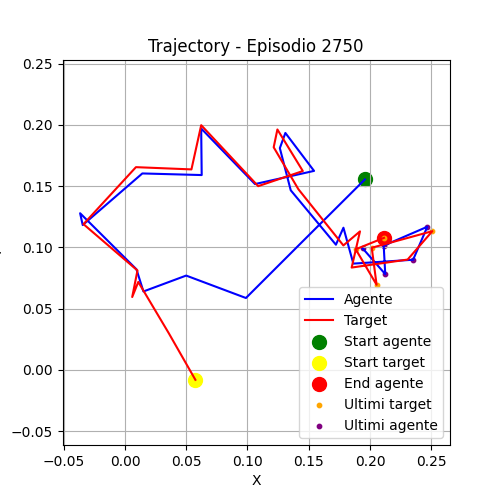 Trajectory - Episodio 2750
0.25
0.20
0.15
0.10
0.05
0.00
−0.05
−0.05
0.00
0.05
0.10
0.15
0.20
0.25
X
Agente
Target
Start agente
Start target
End agente
Ultimi target
Ultimi agente